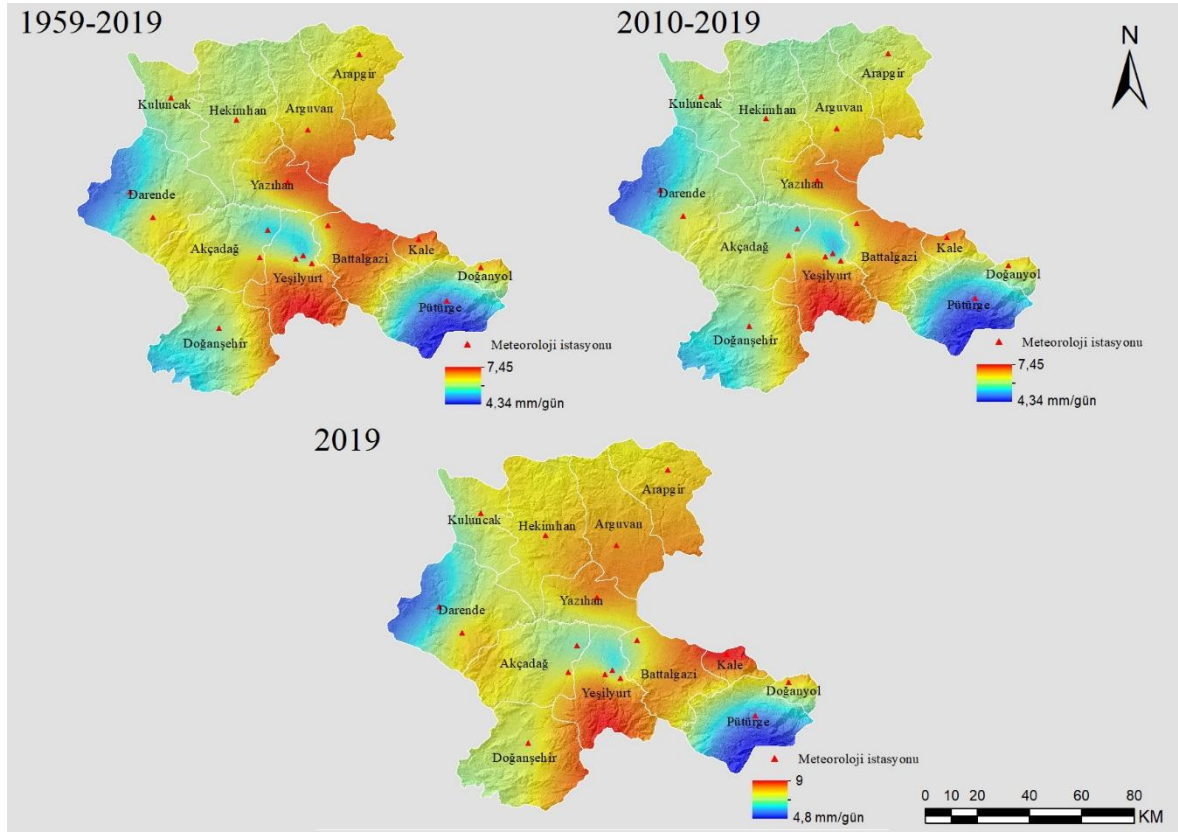 1959-2019
Arapgir
Kuluncak
Hekimhan
Arguvan
Darende
Yazıhan
Akçadağ
Yeşilyurt
Battalgazi
Kale
Doğanyol
Pütürge
Doğanşehir
Meteoroloji istasyonu
7,45
4,34 mm/gün
2010-2019
N
Arapgir
Kuluncak
Hekimhan
Arguvan
Darende
Yazıhan
Akçadağ
Yeşilyurt
Battalgazi
Kale
Doğanyol
Pütürge
Doğanşehir
Meteoroloji istasyonu
7,45
4,34 mm/gün
2019
Arapgir
Kuluncak
Hekimhan
Arguvan
Yazıhan
Darende
Akçadağ
Yeşilyurt
Battalgazi
Kale
Doğanyol
Pütürge
Doğanşehir
Meteoroloji istasyonu
9
4,8 mm/gün
0 10 20 40 60 80
KM